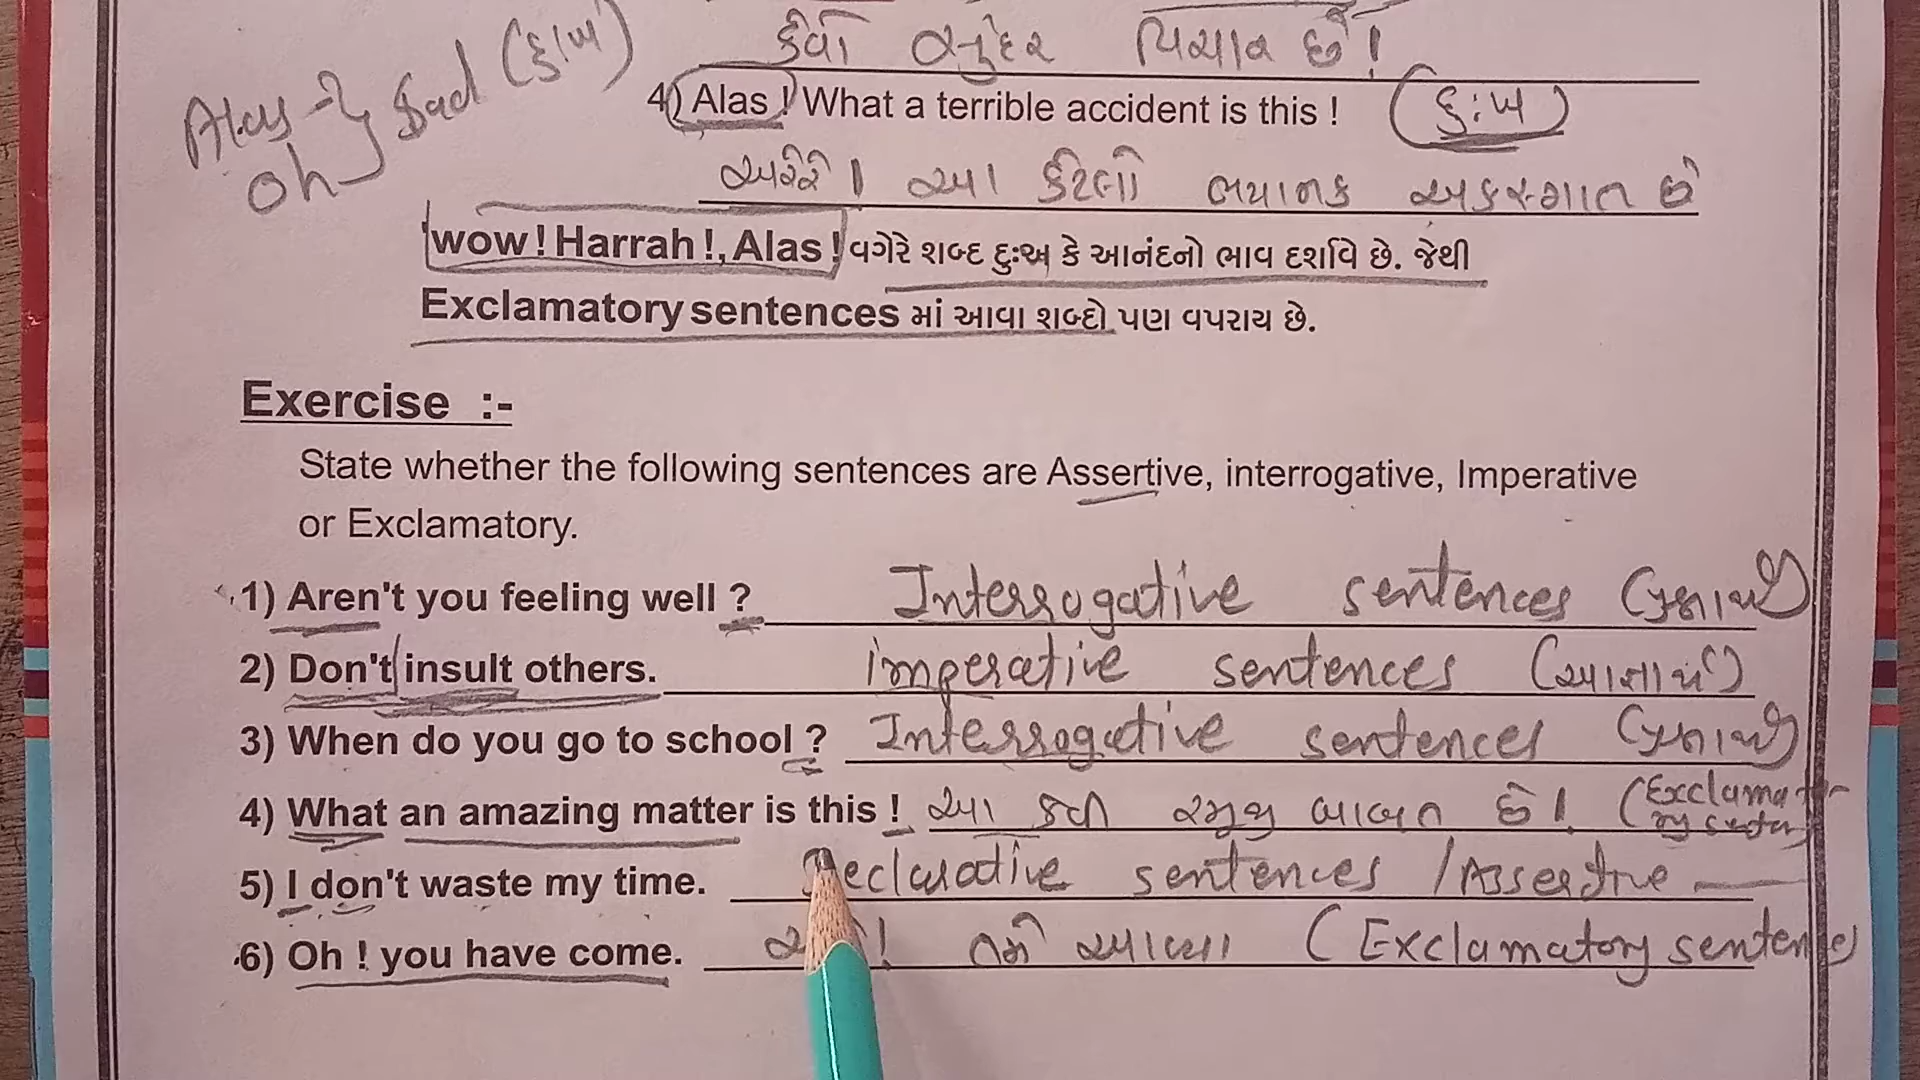 કેવો સુંદર વિચાર છે !
Alas -> Sad (દુઃખ)
oh
4) Alas ! What a terrible accident is this ! (દુઃખ)
અરેરે ! આ કેટલો ભયાનક અકસ્માત છે
wow ! Harrah !, Alas ! વગેરે શબ્દ દુઃખ કે આનંદનો ભાવ દર્શાવે છે. જેથી
Exclamatory sentences માં આવા શબ્દો પણ વપરાય છે.
Exercise :-
State whether the following sentences are Assertive, interrogative, Imperative
or Exclamatory.
1) Aren't you feeling well ? Interrogative sentences (પ્રશ્નાર્થ)
2) Don't insult others. imperative sentences (આજ્ઞાર્થ)
3) When do you go to school ? Interrogative sentences (પ્રશ્નાર્થ)
4) What an amazing matter is this ! આ કેવી બાબત છે ! (Exclamatory
5) I don't waste my time. Declarative sentences / Assertive
6) Oh ! you have come. ! તમે આવ્યા (Exclamatory sentence)